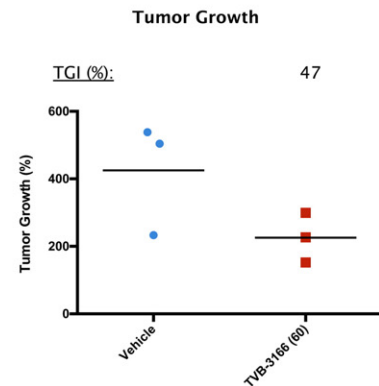 Tumor Growth
TGI (%): 47
600
400
200
0
Tumor Growth (%)
Vehicle
TVB-3166 (60)